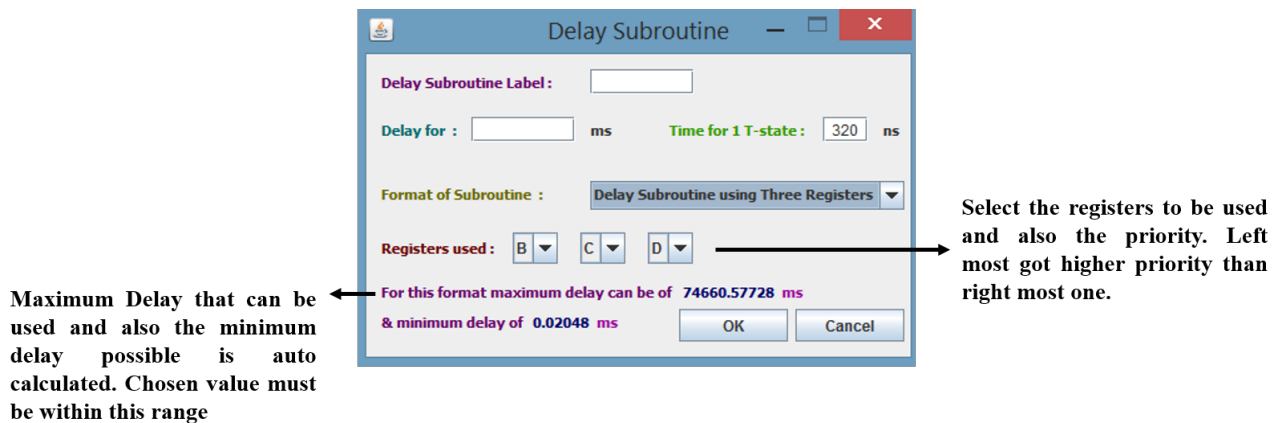 Delay Subroutine
Delay Subroutine Label :
Delay for : ms Time for 1 T-state : 320 ns
Format of Subroutine : Delay Subroutine using Three Registers
Registers used : B C D
For this format maximum delay can be of 74660.57728 ms
& minimum delay of 0.02048 ms
OK Cancel
Select the registers to be used
and also the priority. Left
most got higher priority than
right most one.
Maximum Delay that can be
used and also the minimum
delay possible is auto
calculated. Chosen value must
be within this range